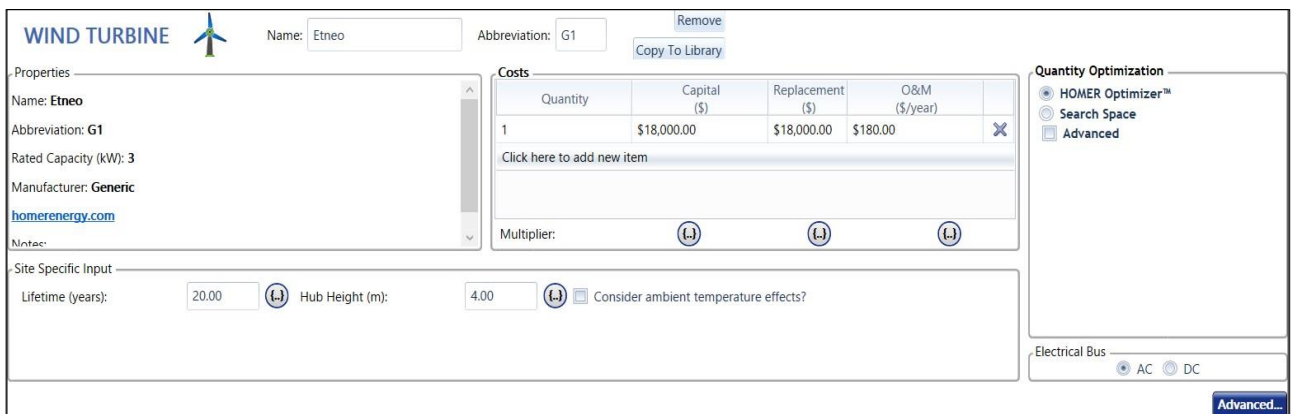 WIND TURBINE
Name: Etneo
Abbreviation: G1
Remove
Copy To Library
Properties
Name: Etneo
Abbreviation: G1
Rated Capacity (kW): 3
Manufacturer: Generic
homerenergy.com
Notes:
Costs
Quantity Capital ($) Replacement ($) O&M ($/year)
1 $18,000.00 $18,000.00 $180.00
Click here to add new item
Multiplier: {..} {..} {..}
Quantity Optimization
HOMER Optimizer™
Search Space
Advanced
Site Specific Input
Lifetime (years): 20.00 {..} Hub Height (m): 4.00 {..} Consider ambient temperature effects?
Electrical Bus
AC DC
Advanced...